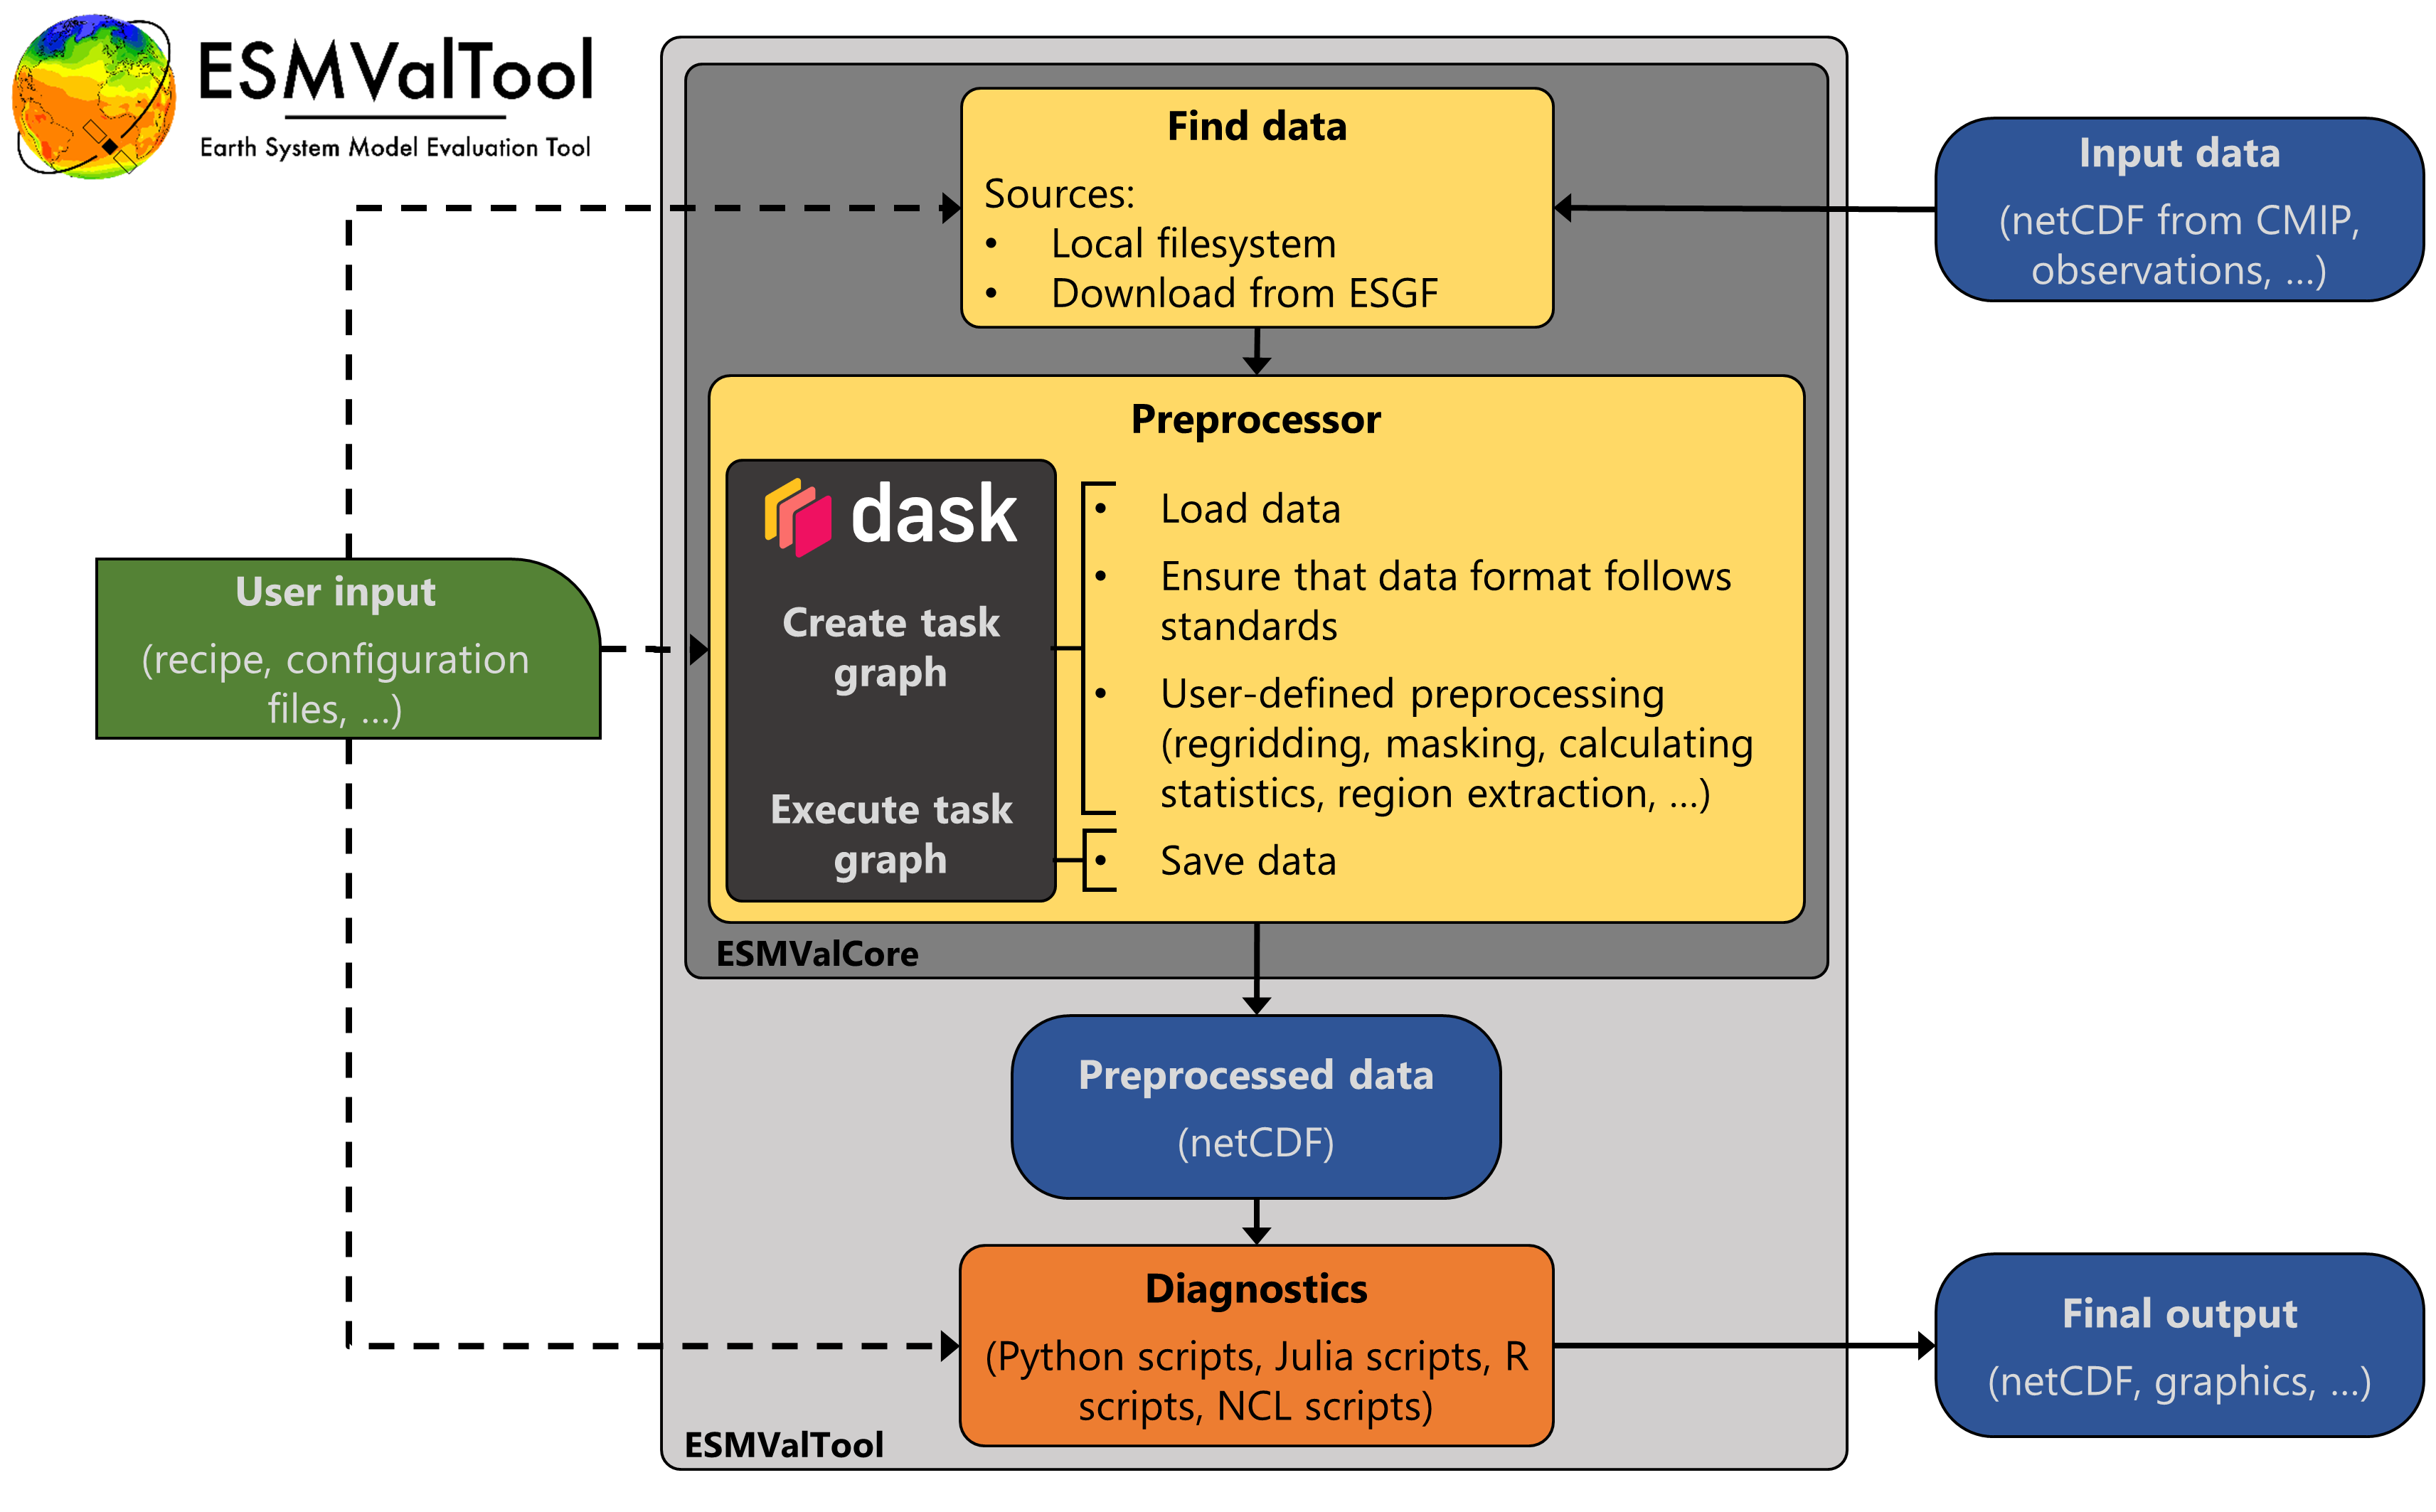 ESMValTool
Earth System Model Evaluation Tool
Find data
Sources:
• Local filesystem
• Download from ESGF
Input data
(netCDF from CMIP,
observations, ...)
Preprocessor
dask
Create task
graph
Execute task
graph
• Load data
• Ensure that data format follows
standards
• User-defined preprocessing
(regridding, masking, calculating
statistics, region extraction, ...)
• Save data
User input
(recipe, configuration
files, ...)
ESMValCore
Preprocessed data
(netCDF)
Diagnostics
(Python scripts, Julia scripts, R
scripts, NCL scripts)
Final output
(netCDF, graphics, ...)
ESMValTool